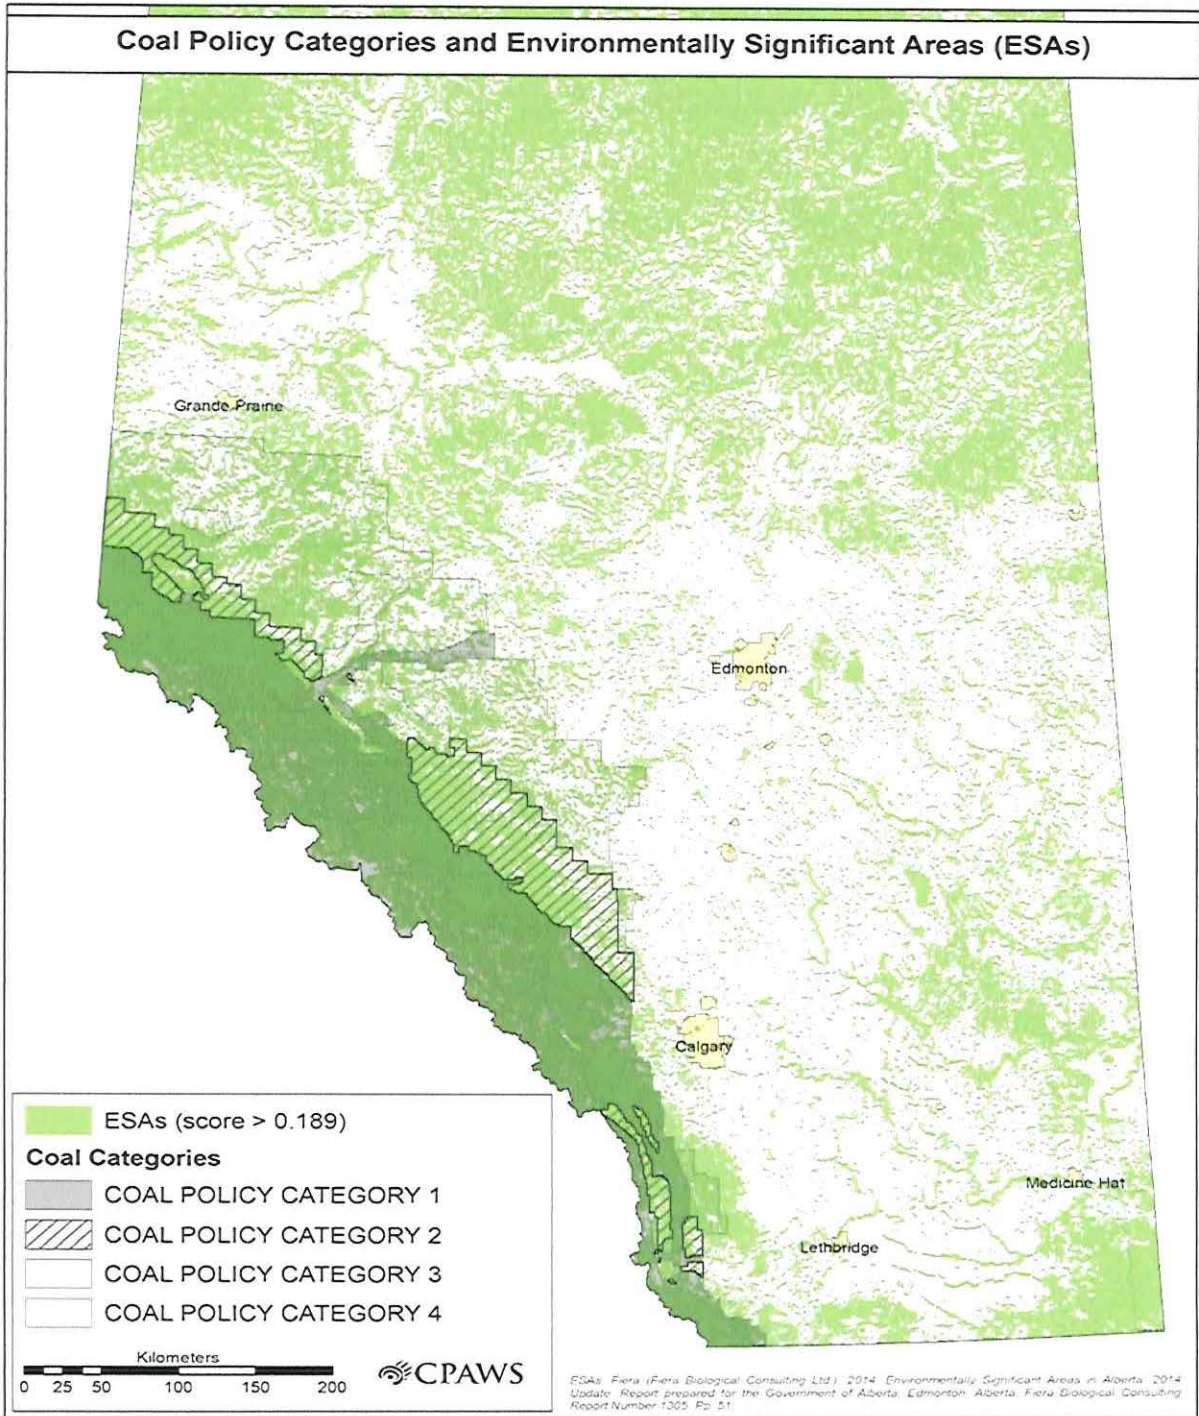 Coal Policy Categories and Environmentally Significant Areas (ESAs)
Grande Prairie
Edmonton
Calgary
Medicine Hat
Lethbridge
ESAs (score > 0.189)
Coal Categories
COAL POLICY CATEGORY 1
COAL POLICY CATEGORY 2
COAL POLICY CATEGORY 3
COAL POLICY CATEGORY 4
Kilometers
0 25 50 100 150 200
CPAWS
ESAs: Fiera (Fiera Biological Consulting Ltd.) 2014. Environmentally Significant Areas in Alberta: 2014
Update. Report prepared for the Government of Alberta, Edmonton, Alberta. Fiera Biological Consulting
Report Number 1305. Pp. 51